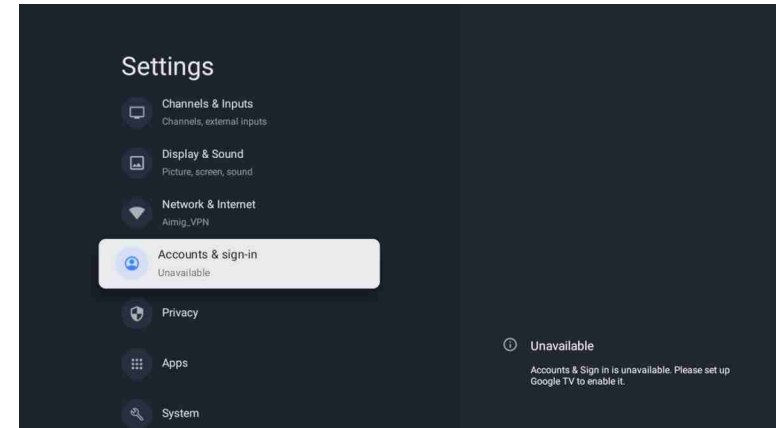 Settings
Channels & Inputs
Channels, external inputs
Display & Sound
Picture, screen, sound
Network & Internet
Aimig_VPN
Accounts & sign-in
Unavailable
Privacy
Apps
System
Unavailable
Accounts & Sign in is unavailable. Please set up
Google TV to enable it.